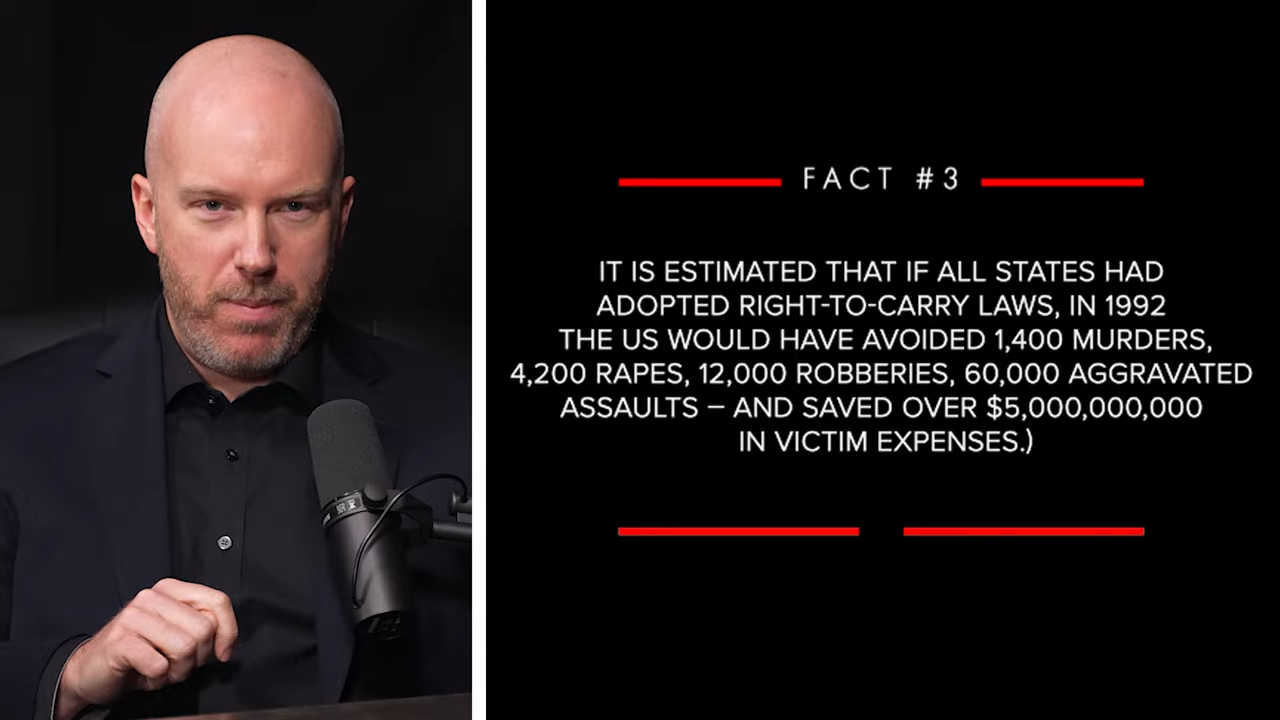 FACT #3
IT IS ESTIMATED THAT IF ALL STATES HAD
ADOPTED RIGHT-TO-CARRY LAWS, IN 1992
THE US WOULD HAVE AVOIDED 1,400 MURDERS,
4,200 RAPES, 12,000 ROBBERIES, 60,000 AGGRAVATED
ASSAULTS – AND SAVED OVER $5,000,000,000
IN VICTIM EXPENSES.)